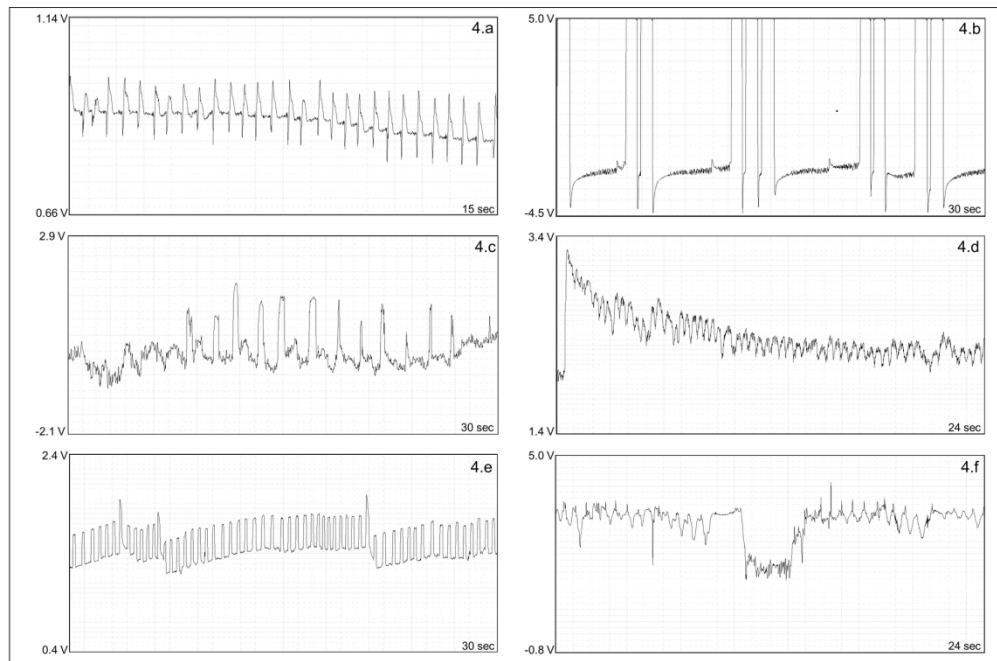 1.14 V
4.a
0.66 V
15 sec
5.0 V
4.b
-4.5 V
30 sec
2.9 V
4.c
-2.1 V
30 sec
3.4 V
4.d
1.4 V
24 sec
2.4 V
4.e
0.4 V
30 sec
5.0 V
4.f
-0.8 V
24 sec